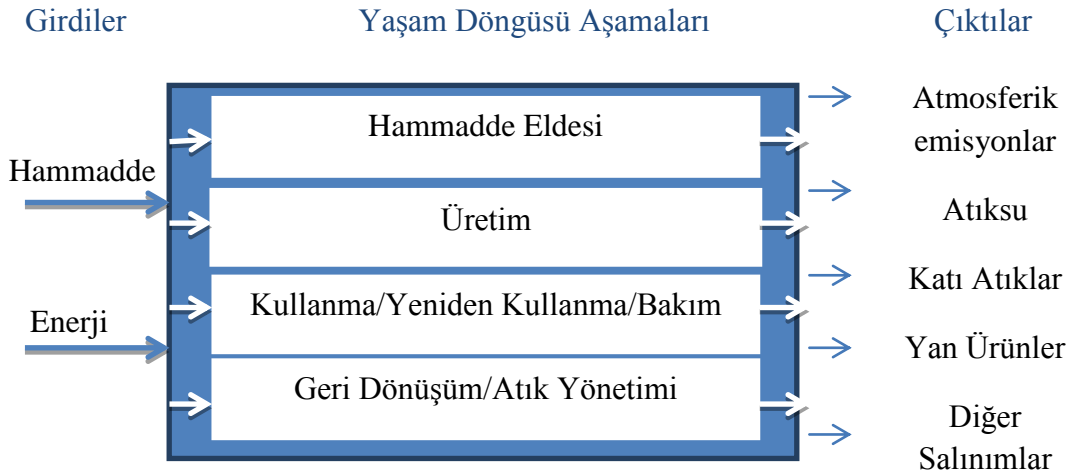 Girdiler
Yaşam Döngüsü Aşamaları
Çıktılar
Hammadde
Enerji
Hammadde Eldesi
Üretim
Kullanma/Yeniden Kullanma/Bakım
Geri Dönüşüm/Atık Yönetimi
Atmosferik
emisyonlar
Atıksu
Katı Atıklar
Yan Ürünler
Diğer
Salınımlar